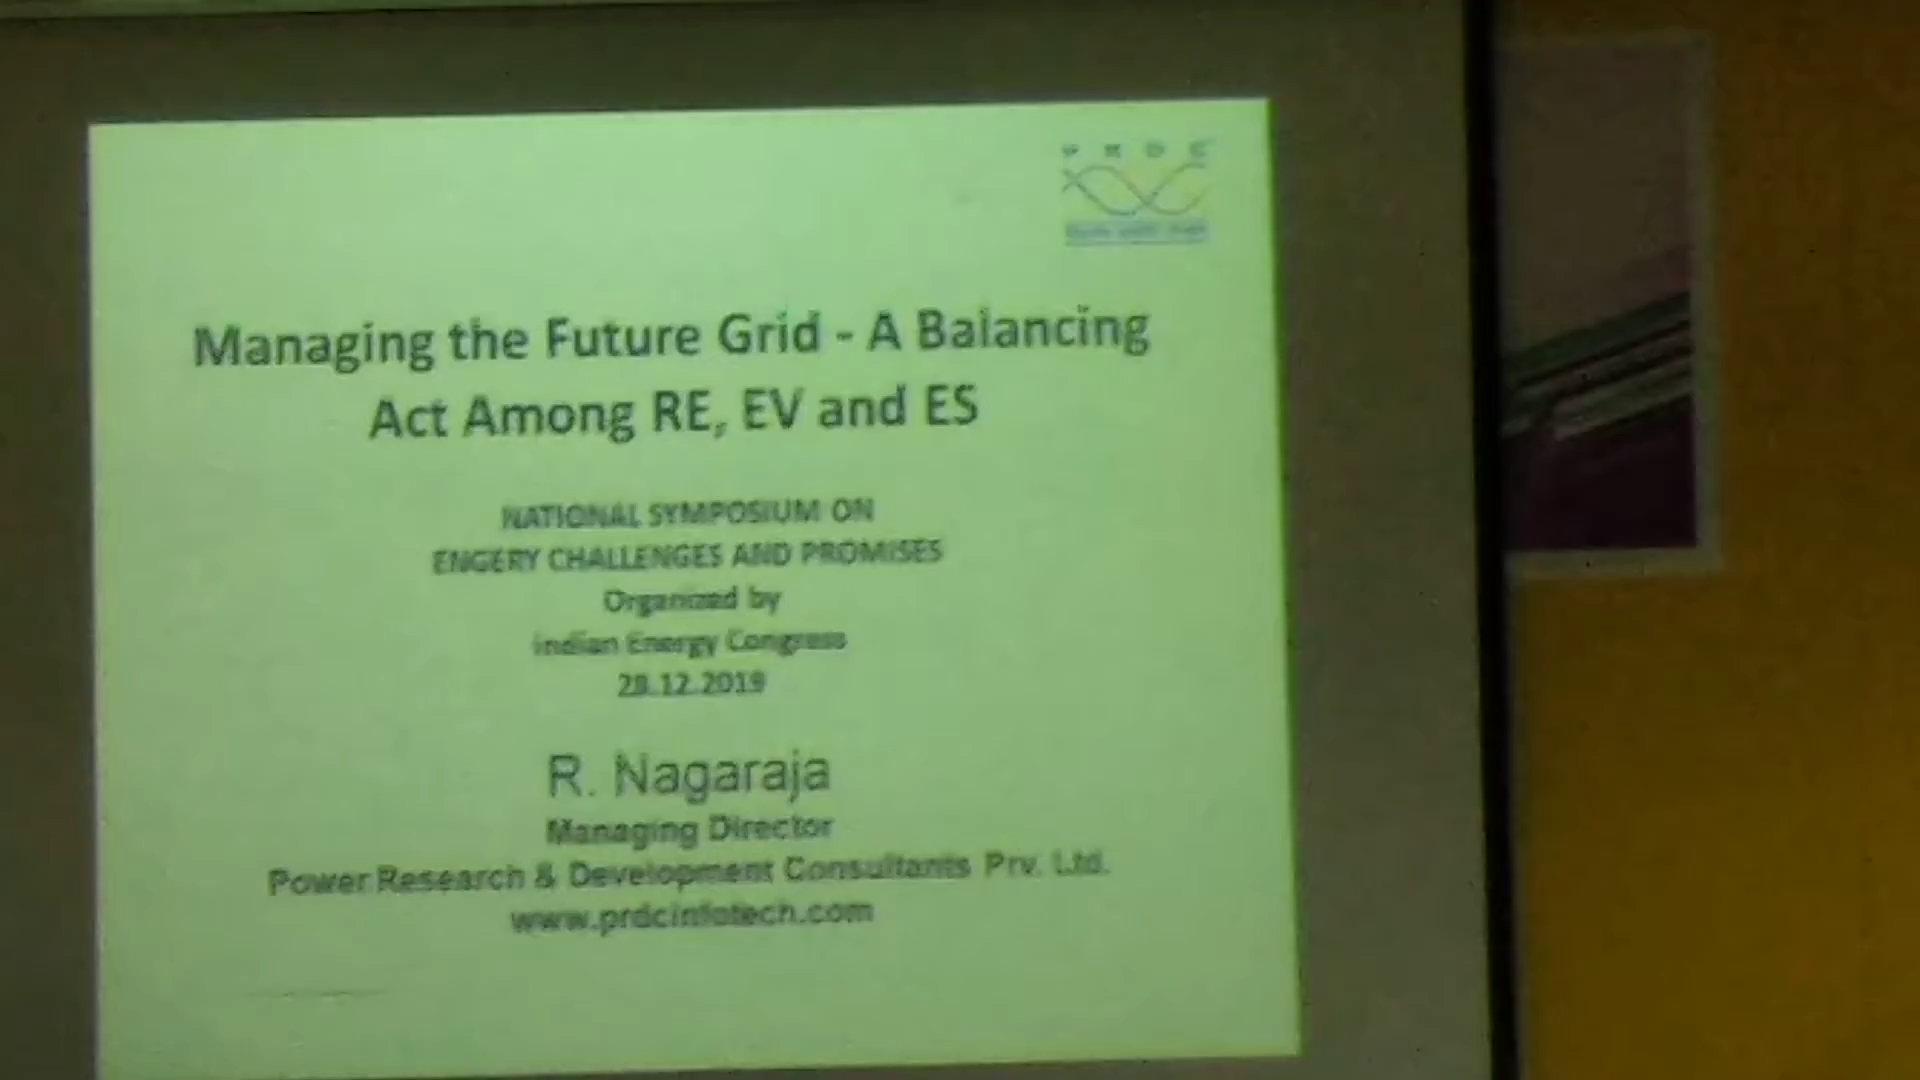 P R D C
Managing the Future Grid - A Balancing
Act Among RE, EV and ES
NATIONAL SYMPOSIUM ON
ENGERY CHALLENGES AND PROMISES
Organized by
Indian Energy Congress
28.12.2019
R. Nagaraja
Managing Director
Power Research & Development Consultants Prv. Ltd.
www.prdcinfotech.com